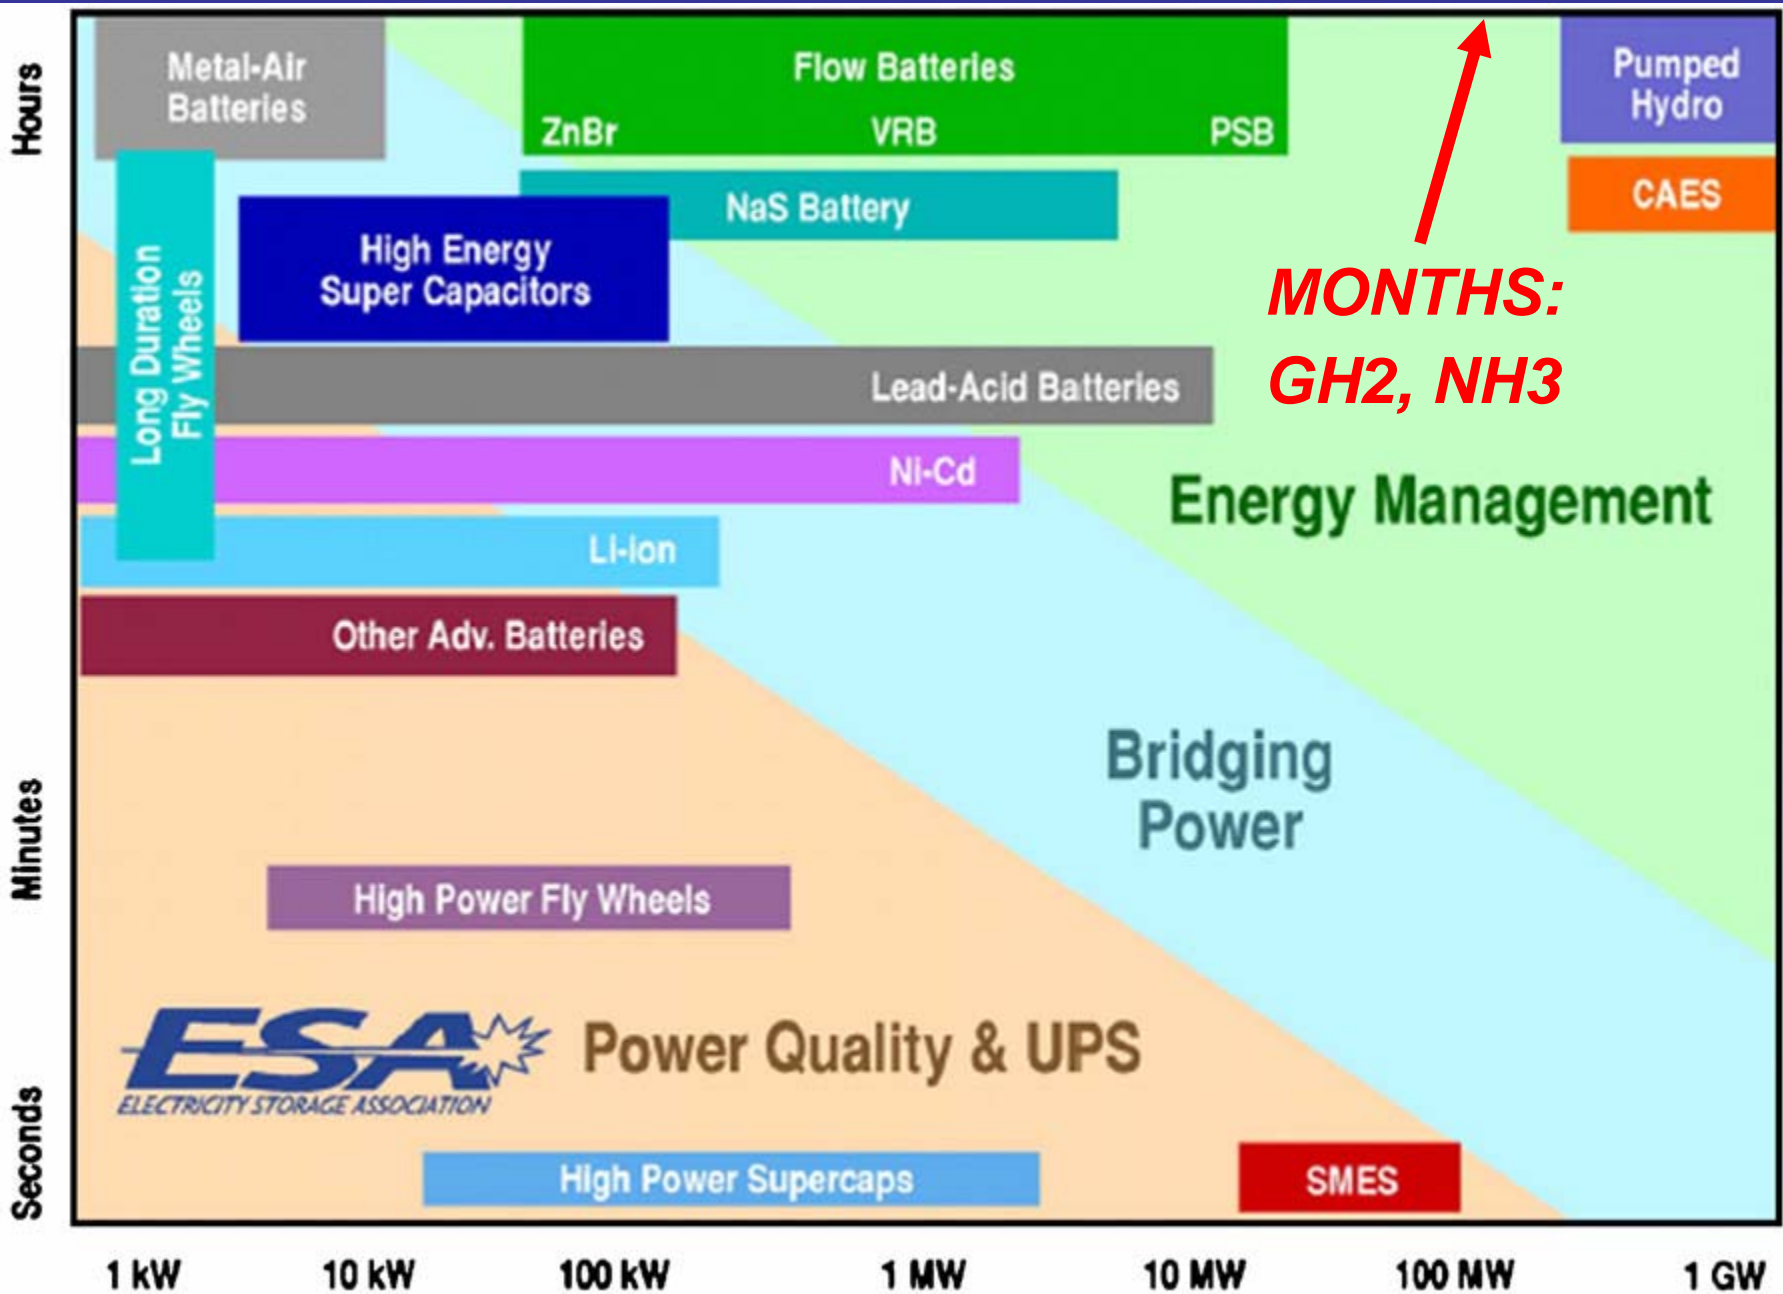 Hours
Minutes
Seconds
Metal-Air
Batteries
Flow Batteries
ZnBr VRB PSB
Pumped
Hydro
NaS Battery
CAES
High Energy
Super Capacitors
Long Duration
Fly Wheels
MONTHS:
GH2, NH3
Lead-Acid Batteries
Ni-Cd
Energy Management
Li-ion
Other Adv. Batteries
Bridging
Power
High Power Fly Wheels
ESA
ELECTRICITY STORAGE ASSOCIATION
Power Quality & UPS
High Power Supercaps
SMES
1 kW 10 kW 100 kW 1 MW 10 MW 100 MW 1 GW